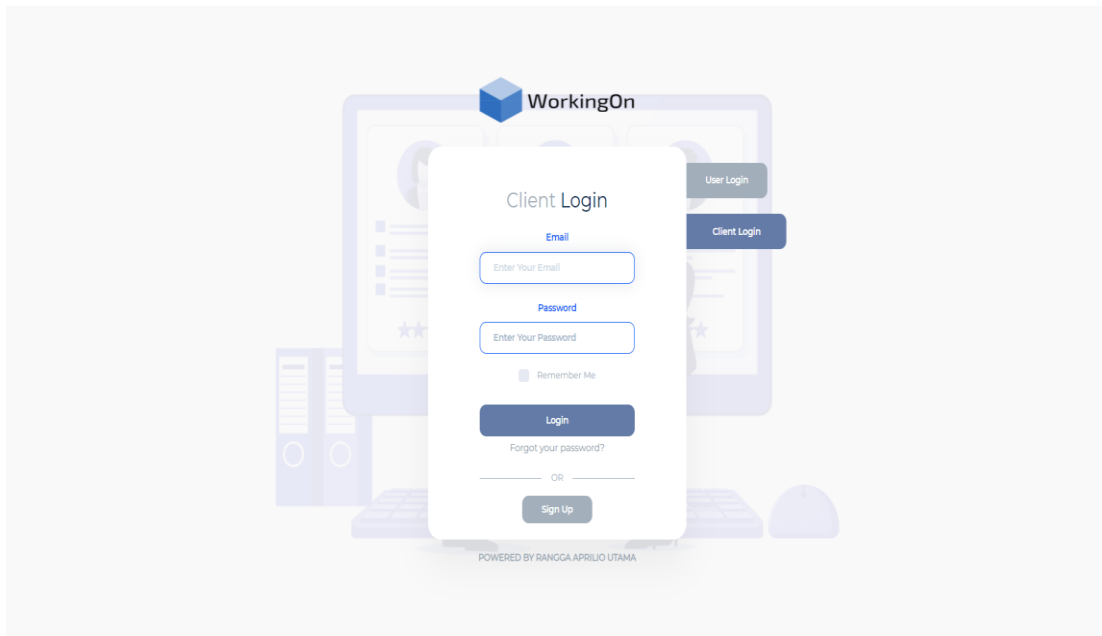 WorkingOn
User Login
Client Login
Client Login
Email
Enter Your Email
Password
Enter Your Password
Remember Me
Login
Forgot your password?
OR
Sign Up
POWERED BY RANGGA APRILIO UTAMA